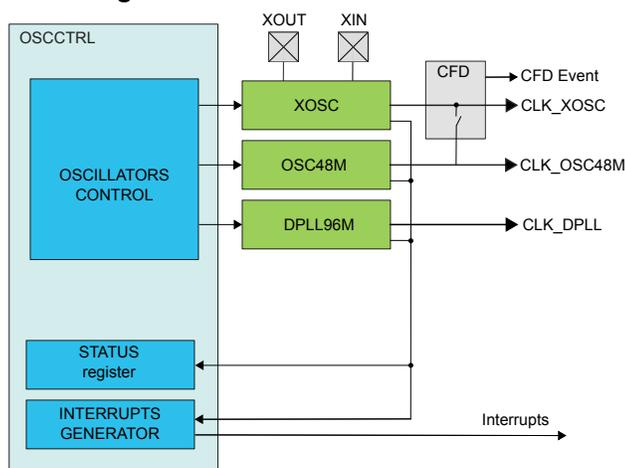 XOUT
XIN
OSCCTRL
CFD
CFD Event
XOSC
CLK_XOSC
OSCILLATORS
CONTROL
OSC48M
CLK_OSC48M
DPLL96M
CLK_DPLL
STATUS
register
INTERRUPTS
GENERATOR
Interrupts